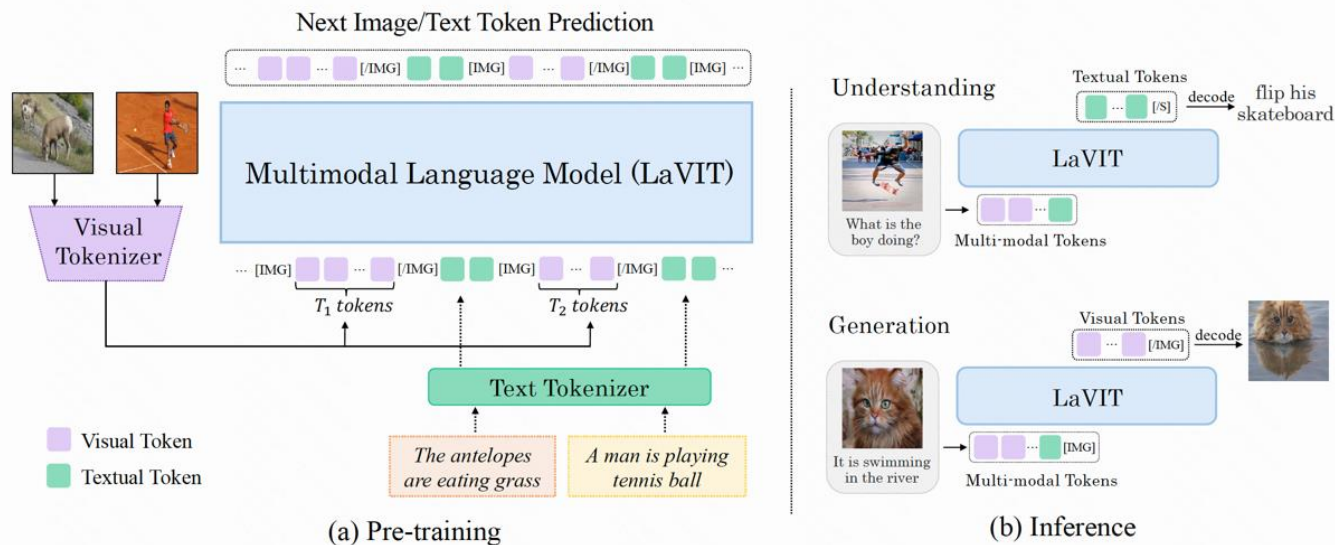 Next Image/Text Token Prediction
··· ··· [/IMG] [IMG] ··· [/IMG] [IMG] ···
Multimodal Language Model (LaVIT)
Visual
Tokenizer
··· [IMG] ··· [/IMG] [IMG] ··· [/IMG] ···
T₁ tokens
T₂ tokens
Text Tokenizer
Visual Token
Textual Token
The antelopes
are eating grass
A man is playing
tennis ball
(a) Pre-training
Understanding
Textual Tokens
··· [/S]
decode
flip his
skateboard
LaVIT
What is the
boy doing?
···
Multi-modal Tokens
Generation
Visual Tokens
··· [/IMG]
decode
LaVIT
It is swimming
in the river
··· [IMG]
Multi-modal Tokens
(b) Inference